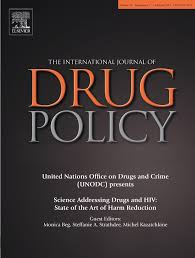 ELSEVIER
THE INTERNATIONAL JOURNAL OF
DRUG
POLICY
United Nations Office on Drugs and Crime
(UNODC) presents
Science Addressing Drugs and HIV:
State of the Art of Harm Reduction
Guest Editors:
Monica Beg, Steffanie A. Strathdee, Michel Kazatchkine